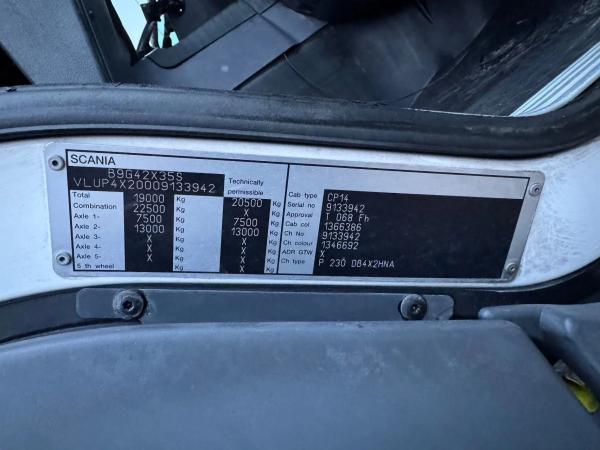 SCANIA
B9G42X35S
VLUP4X20009133942
Technically permissible
Total 19000 Kg 20500 Kg
Combination 22500 Kg X Kg
Axle 1- 7500 Kg 7500 Kg
Axle 2- 13000 Kg 13000 Kg
Axle 3- X Kg X Kg
Axle 4- X Kg X Kg
Axle 5- X Kg X Kg
5 th wheel X Kg X Kg
Cab type CP14
Serial no 9133942
Approval T 068 Fh
Cab col. 1366386
Ch No 9133942
Ch colour 1346692
ADR GTW X
Ch type P 230 DB4X2HNA